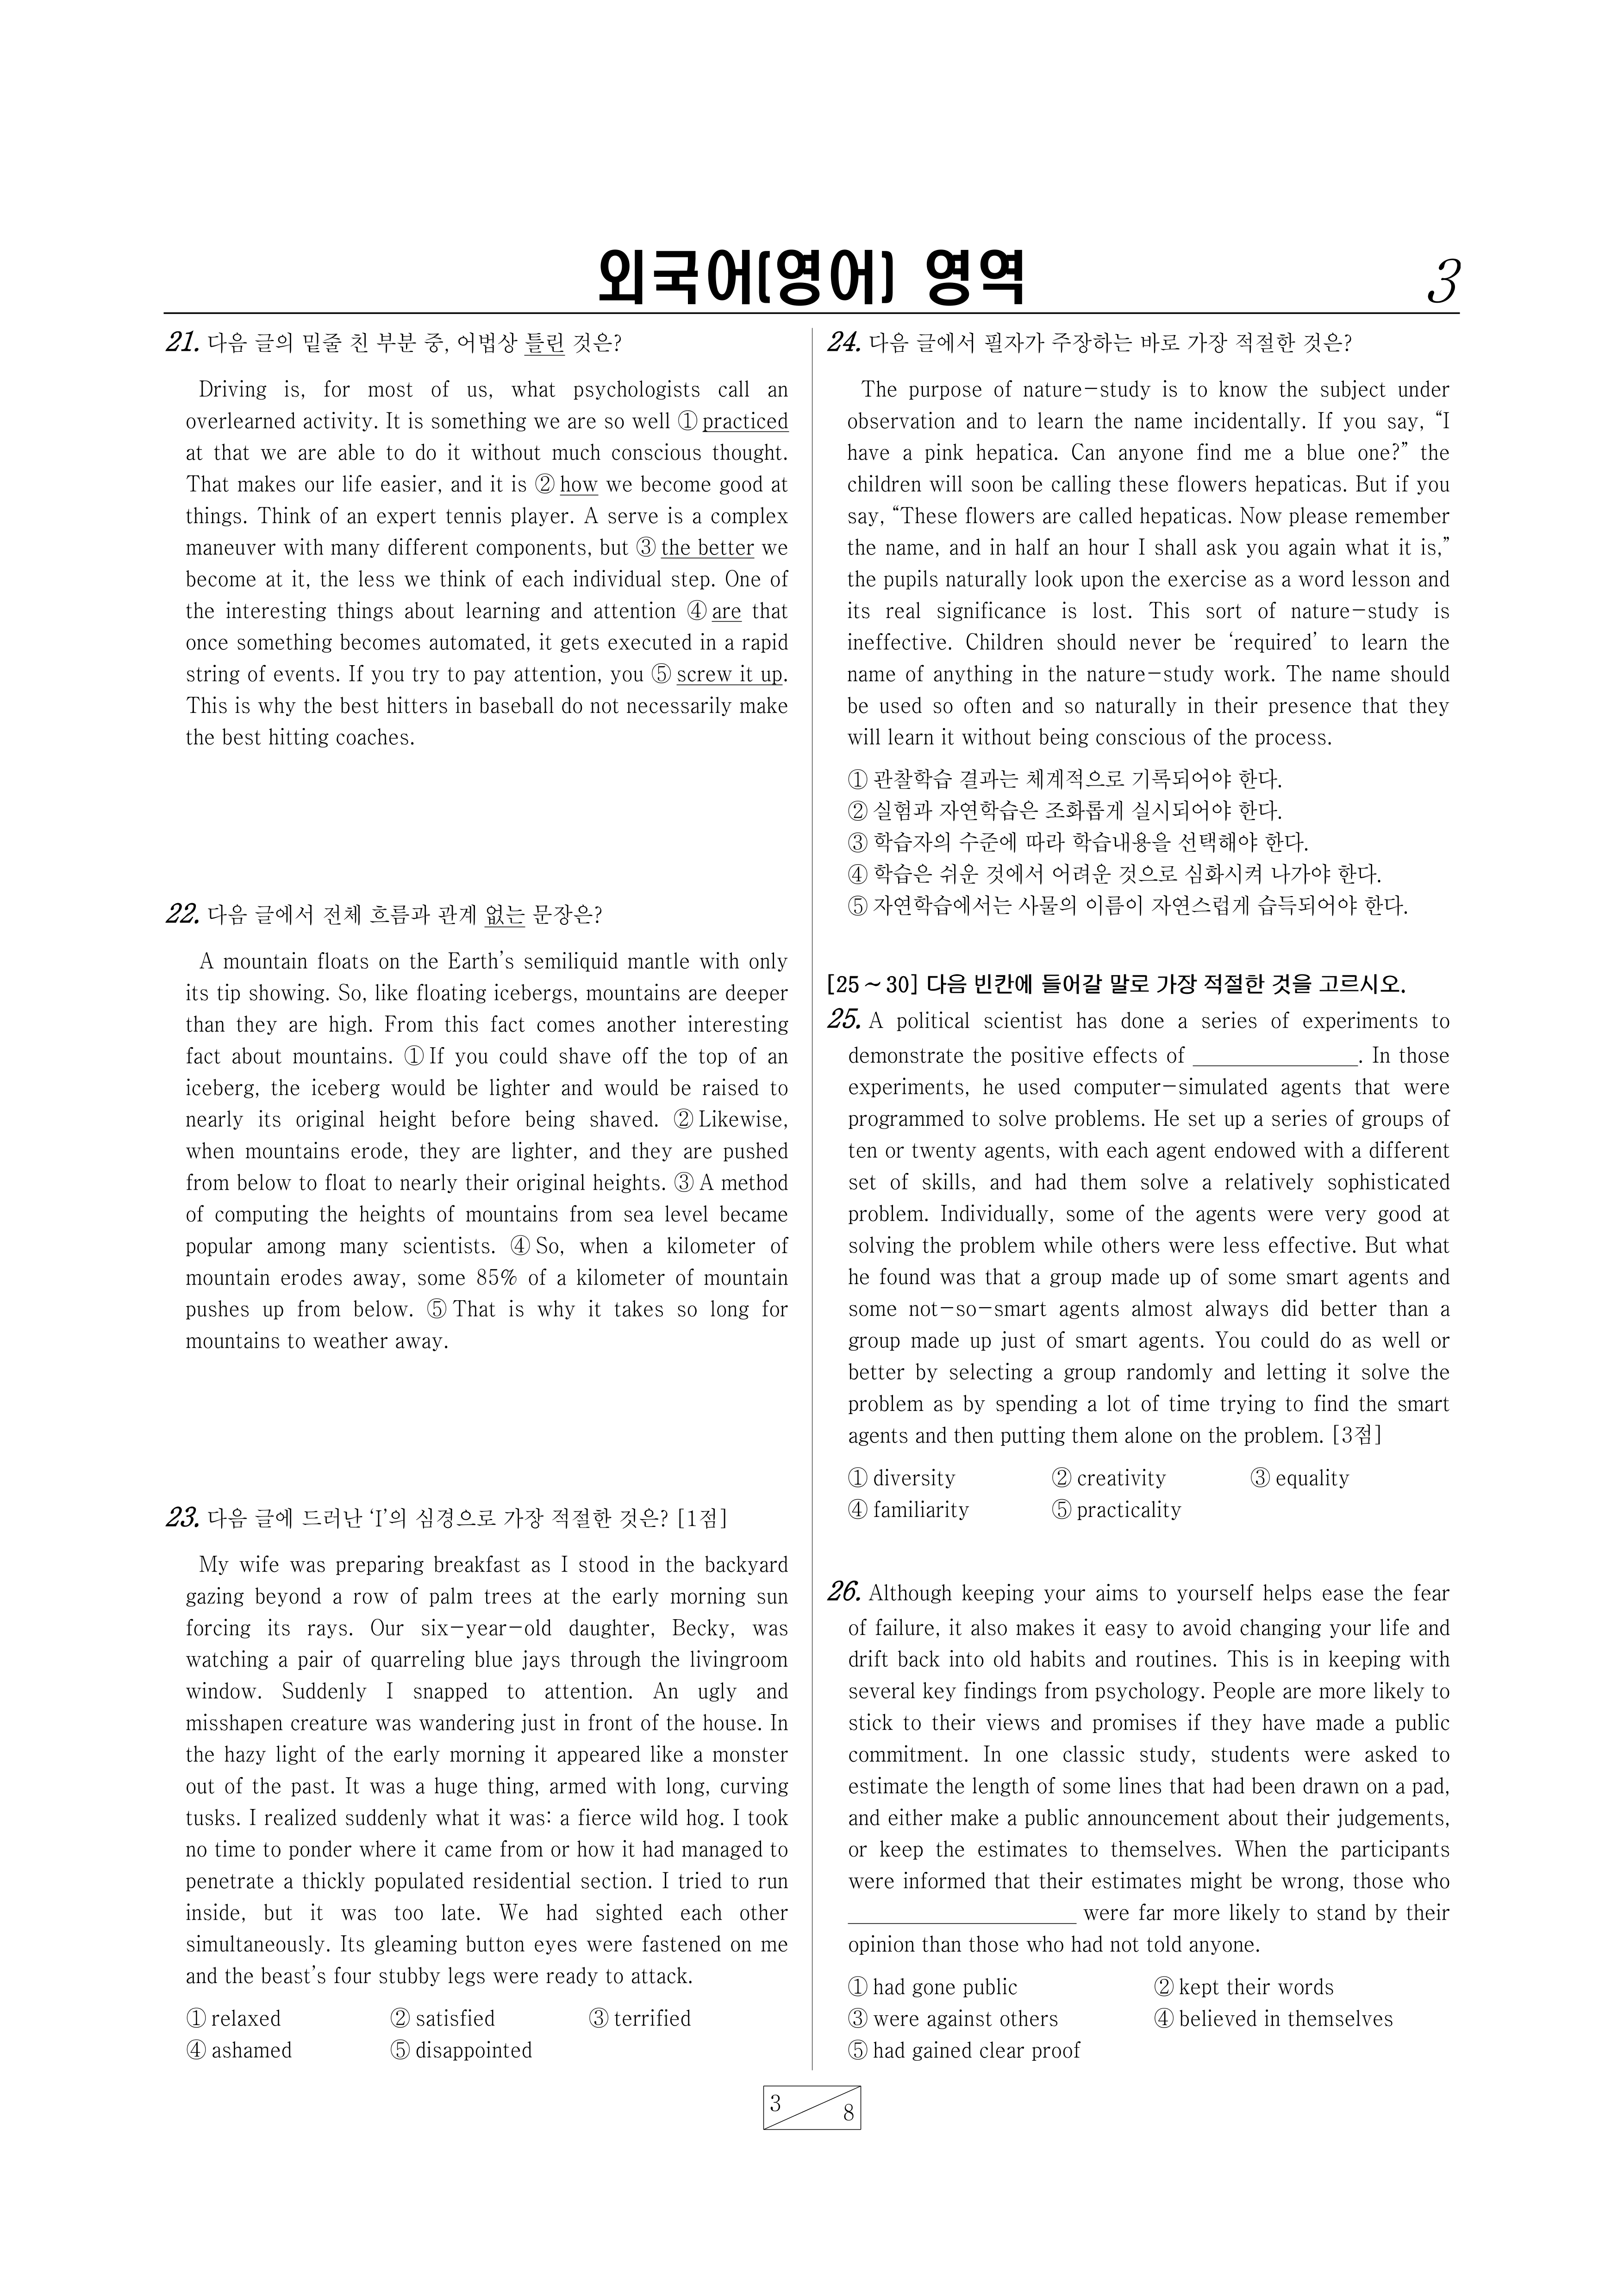 외국어(영어) 영역
3
21. 다음 글의 밑줄 친 부분 중, 어법상 틀린 것은?
Driving is, for most of us, what psychologists call an
overlearned activity. It is something we are so well ① practiced
at that we are able to do it without much conscious thought.
That makes our life easier, and it is ② how we become good at
things. Think of an expert tennis player. A serve is a complex
maneuver with many different components, but ③ the better we
become at it, the less we think of each individual step. One of
the interesting things about learning and attention ④ are that
once something becomes automated, it gets executed in a rapid
string of events. If you try to pay attention, you ⑤ screw it up.
This is why the best hitters in baseball do not necessarily make
the best hitting coaches.
22. 다음 글에서 전체 흐름과 관계 없는 문장은?
A mountain floats on the Earth's semiliquid mantle with only
its tip showing. So, like floating icebergs, mountains are deeper
than they are high. From this fact comes another interesting
fact about mountains. ① If you could shave off the top of an
iceberg, the iceberg would be lighter and would be raised to
nearly its original height before being shaved. ② Likewise,
when mountains erode, they are lighter, and they are pushed
from below to float to nearly their original heights. ③ A method
of computing the heights of mountains from sea level became
popular among many scientists. ④ So, when a kilometer of
mountain erodes away, some 85% of a kilometer of mountain
pushes up from below. ⑤ That is why it takes so long for
mountains to weather away.
23. 다음 글에 드러난 ‘I’의 심경으로 가장 적절한 것은? [1점]
My wife was preparing breakfast as I stood in the backyard
gazing beyond a row of palm trees at the early morning sun
forcing its rays. Our six-year-old daughter, Becky, was
watching a pair of quarreling blue jays through the livingroom
window. Suddenly I snapped to attention. An ugly and
misshapen creature was wandering just in front of the house. In
the hazy light of the early morning it appeared like a monster
out of the past. It was a huge thing, armed with long, curving
tusks. I realized suddenly what it was: a fierce wild hog. I took
no time to ponder where it came from or how it had managed to
penetrate a thickly populated residential section. I tried to run
inside, but it was too late. We had sighted each other
simultaneously. Its gleaming button eyes were fastened on me
and the beast's four stubby legs were ready to attack.
① relaxed ② satisfied ③ terrified
④ ashamed ⑤ disappointed
24. 다음 글에서 필자가 주장하는 바로 가장 적절한 것은?
The purpose of nature-study is to know the subject under
observation and to learn the name incidentally. If you say, “I
have a pink hepatica. Can anyone find me a blue one?” the
children will soon be calling these flowers hepaticas. But if you
say, “These flowers are called hepaticas. Now please remember
the name, and in half an hour I shall ask you again what it is,”
the pupils naturally look upon the exercise as a word lesson and
its real significance is lost. This sort of nature-study is
ineffective. Children should never be ‘required’ to learn the
name of anything in the nature-study work. The name should
be used so often and so naturally in their presence that they
will learn it without being conscious of the process.
① 관찰학습 결과는 체계적으로 기록되어야 한다.
② 실험과 자연학습은 조화롭게 실시되어야 한다.
③ 학습자의 수준에 따라 학습내용을 선택해야 한다.
④ 학습은 쉬운 것에서 어려운 것으로 심화시켜 나가야 한다.
⑤ 자연학습에서는 사물의 이름이 자연스럽게 습득되어야 한다.
[25 ~ 30] 다음 빈칸에 들어갈 말로 가장 적절한 것을 고르시오.
25. A political scientist has done a series of experiments to
demonstrate the positive effects of ______________. In those
experiments, he used computer-simulated agents that were
programmed to solve problems. He set up a series of groups of
ten or twenty agents, with each agent endowed with a different
set of skills, and had them solve a relatively sophisticated
problem. Individually, some of the agents were very good at
solving the problem while others were less effective. But what
he found was that a group made up of some smart agents and
some not-so-smart agents almost always did better than a
group made up just of smart agents. You could do as well or
better by selecting a group randomly and letting it solve the
problem as by spending a lot of time trying to find the smart
agents and then putting them alone on the problem. [3점]
① diversity ② creativity ③ equality
④ familiarity ⑤ practicality
26. Although keeping your aims to yourself helps ease the fear
of failure, it also makes it easy to avoid changing your life and
drift back into old habits and routines. This is in keeping with
several key findings from psychology. People are more likely to
stick to their views and promises if they have made a public
commitment. In one classic study, students were asked to
estimate the length of some lines that had been drawn on a pad,
and either make a public announcement about their judgements,
or keep the estimates to themselves. When the participants
were informed that their estimates might be wrong, those who
____________________ were far more likely to stand by their
opinion than those who had not told anyone.
① had gone public ② kept their words
③ were against others ④ believed in themselves
⑤ had gained clear proof
3
8